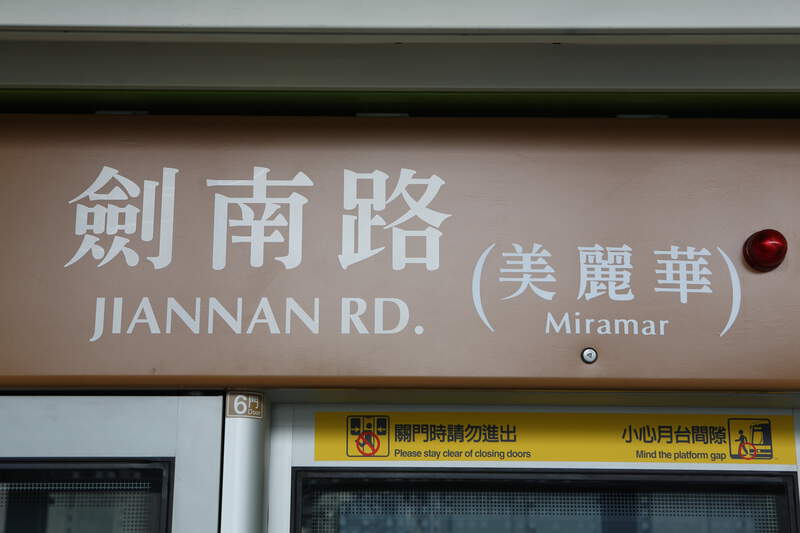 劍南路
JIANNAN RD.
(美麗華)
Miramar
6門
Door
關門時請勿進出
Please stay clear of closing doors
小心月台間隙
Mind the platform gap